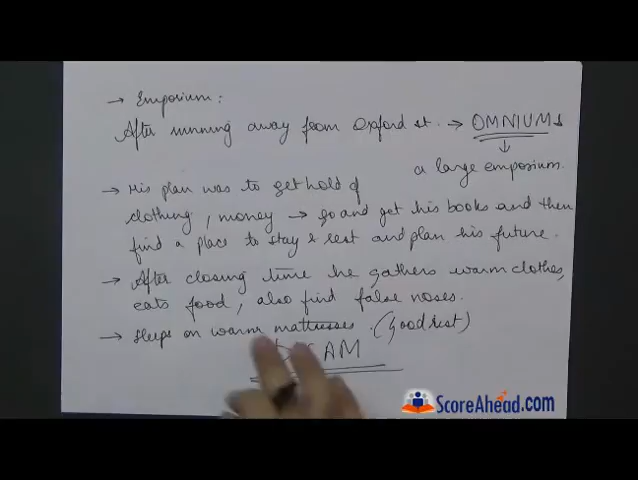 → Emporium:
After running away from Oxford st. → OMNIUMs
a large emporium.
→ His plan was to get hold of
clothing, money → go and get his books and then
find a place to stay & rest and plan his future.
→ After closing time he gathers warm clothes,
eats food, also find false noses.
→ Sleeps on warm mattresses. (good rest)
AM
ScoreAhead.com